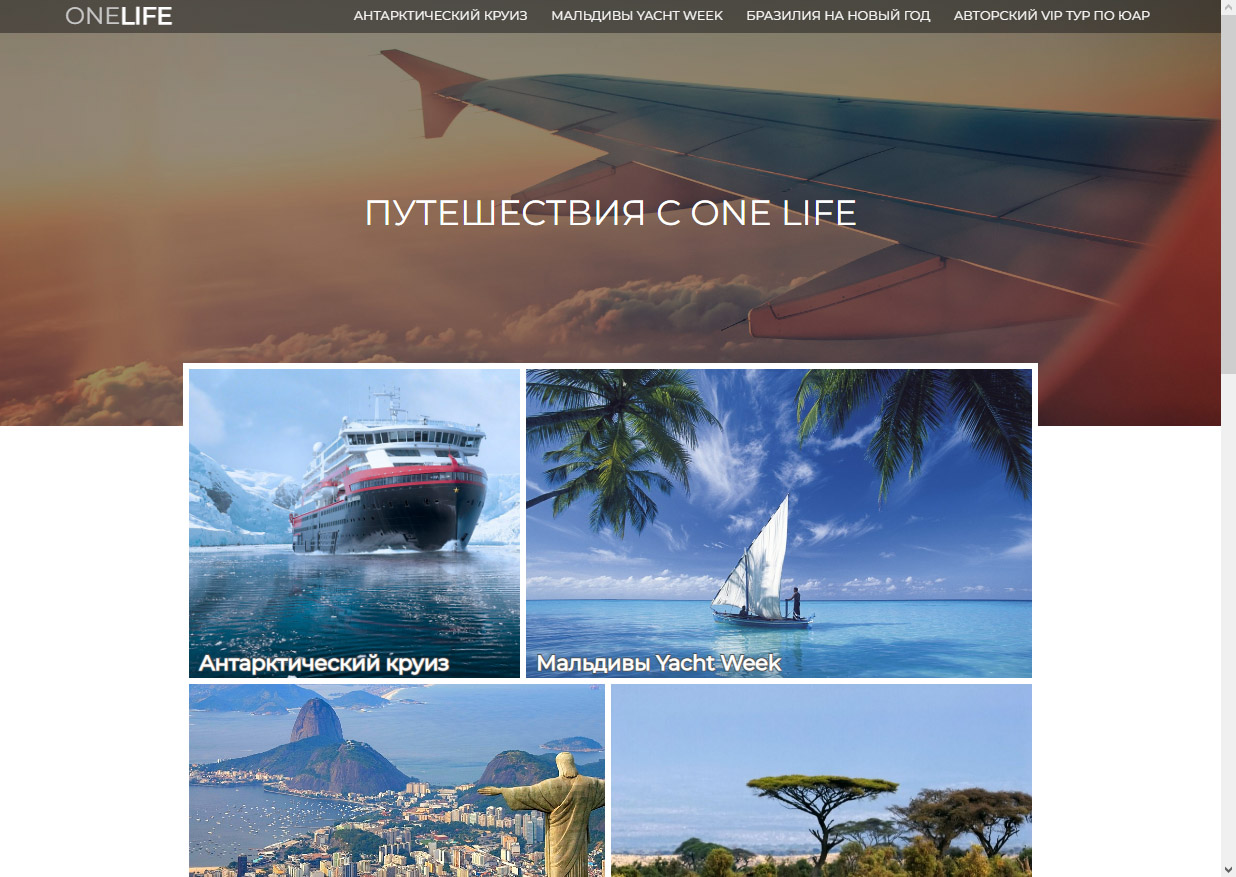 ONELIFE
АНТАРКТИЧЕСКИЙ КРУИЗ
МАЛЬДИВЫ YACHT WEEK
БРАЗИЛИЯ НА НОВЫЙ ГОД
АВТОРСКИЙ VIP ТУР ПО ЮАР
ПУТЕШЕСТВИЯ С ONE LIFE
Антарктический круиз
Мальдивы Yacht Week